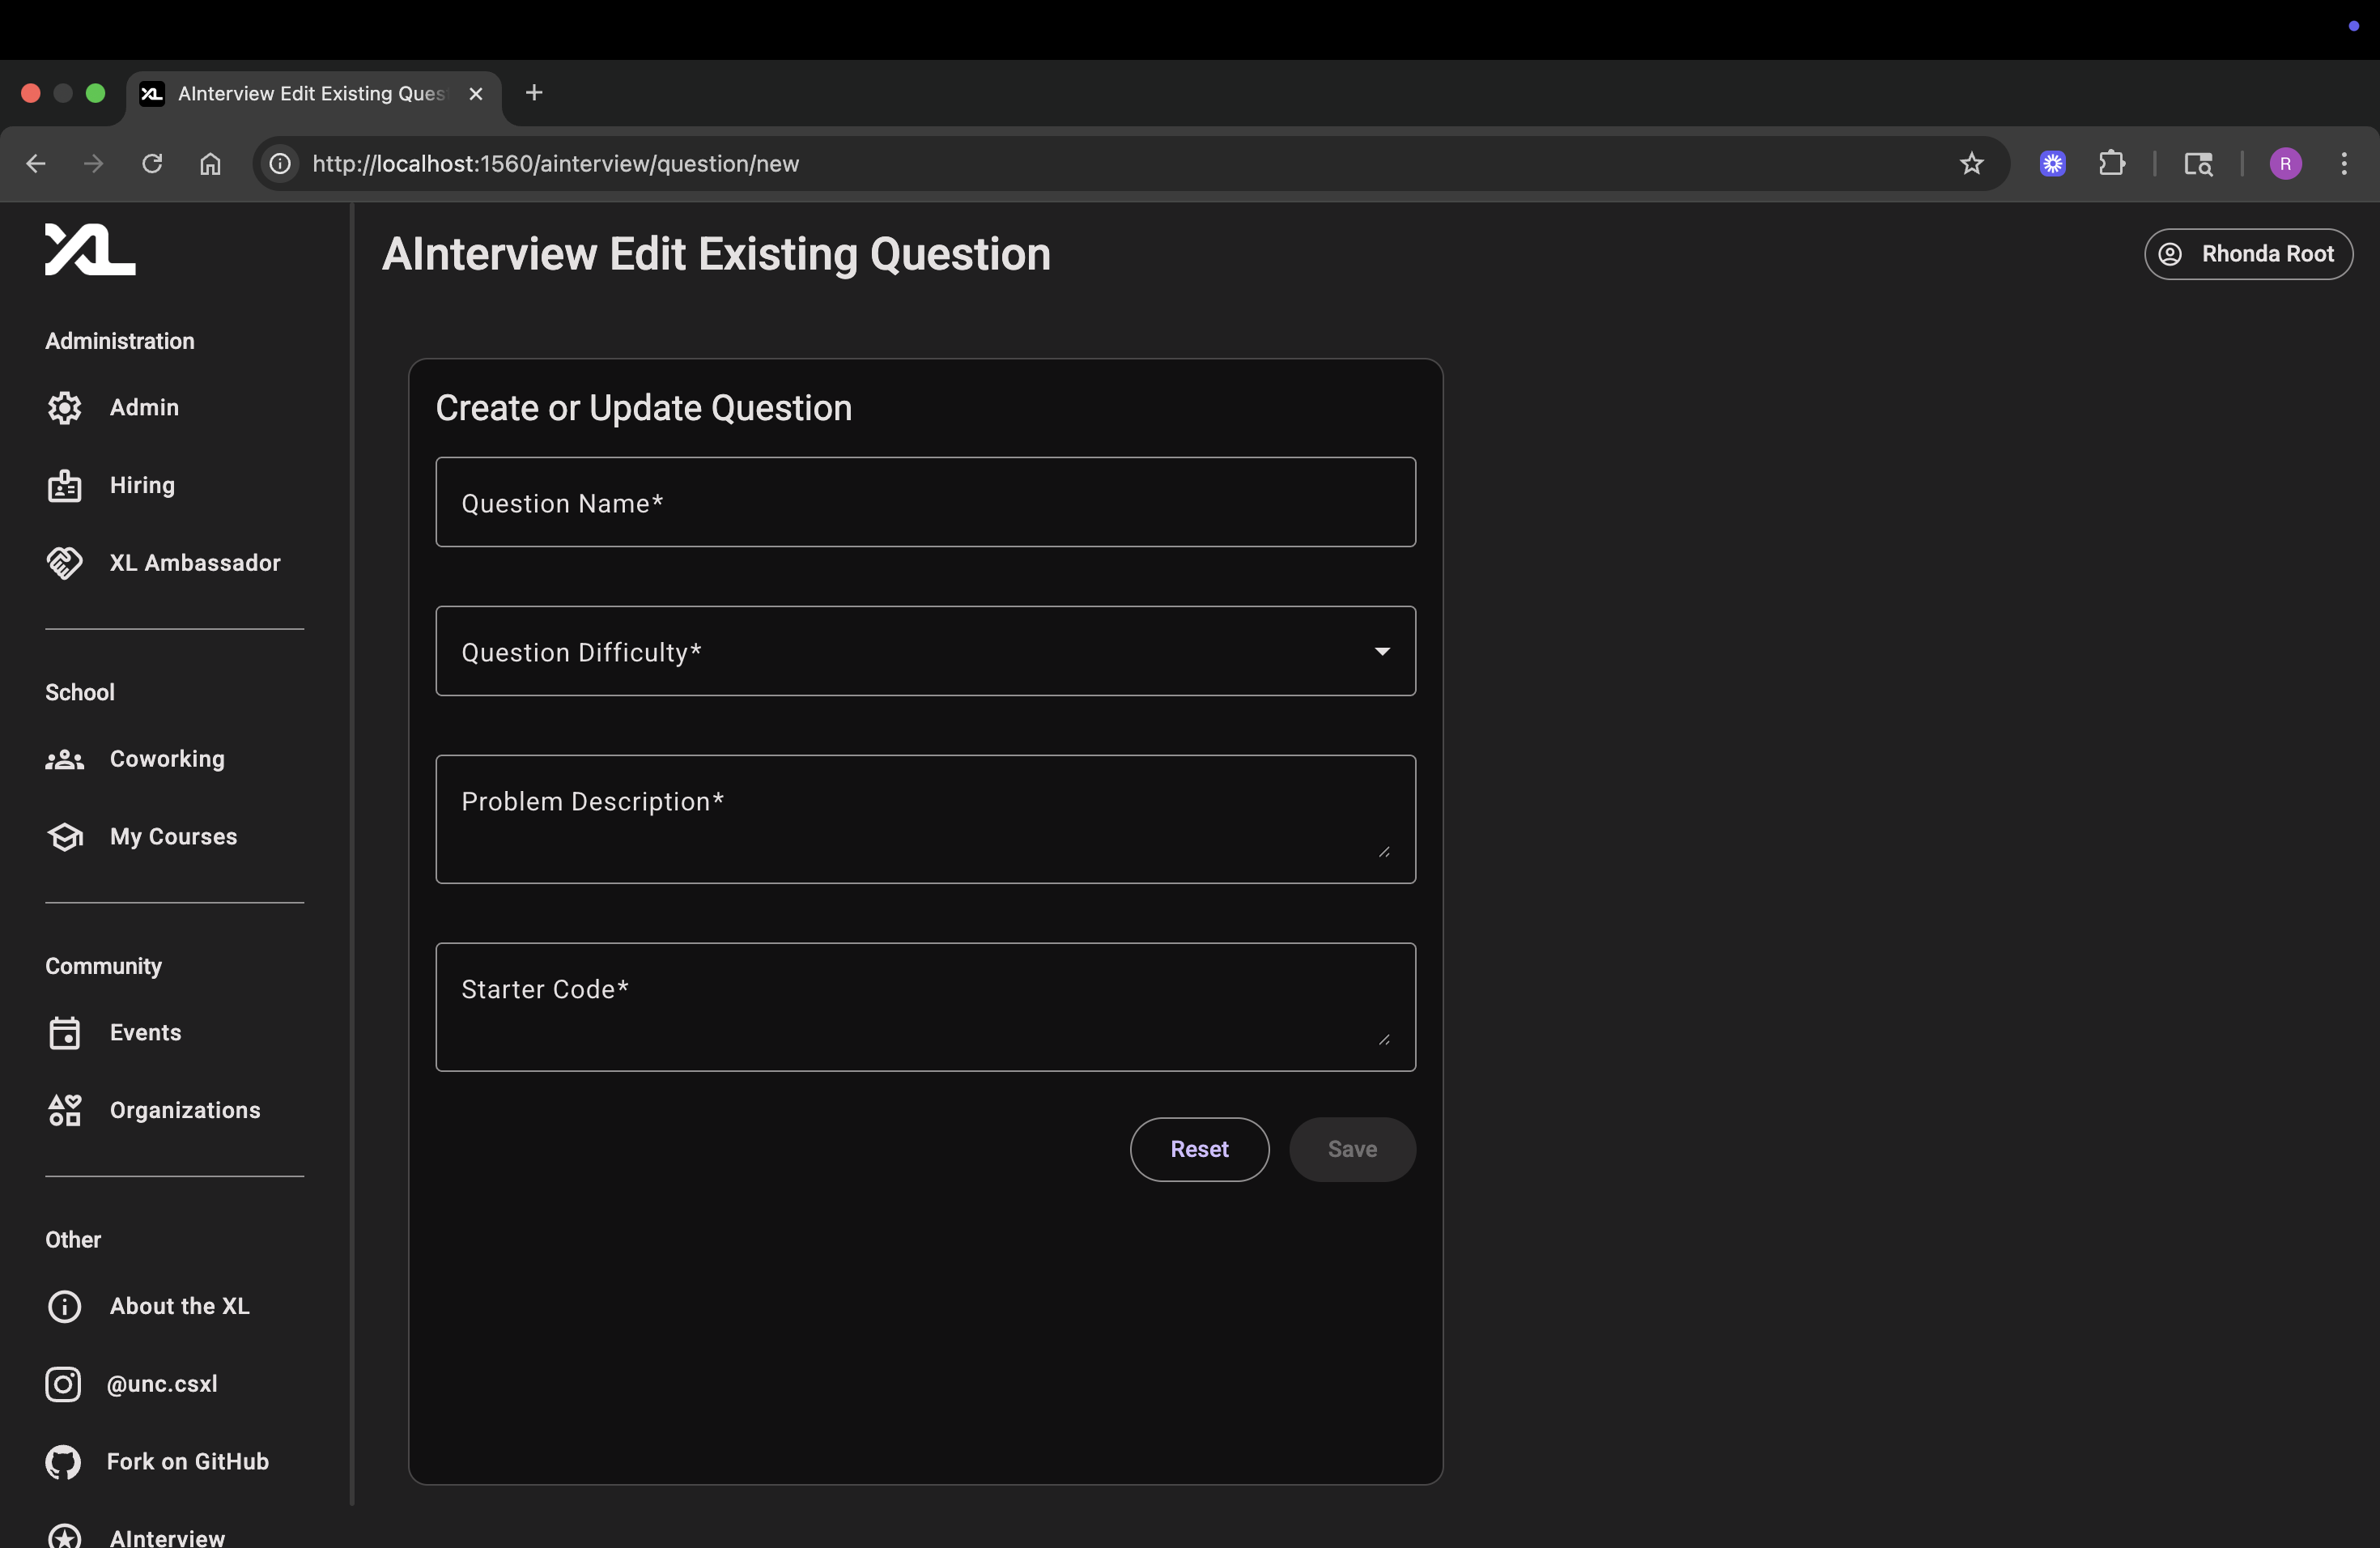 AInterview Edit Existing Ques
http://localhost:1560/ainterview/question/new
R
XL
AInterview Edit Existing Question
Rhonda Root
Administration
Admin
Hiring
XL Ambassador
School
Coworking
My Courses
Community
Events
Organizations
Other
About the XL
@unc.csxl
Fork on GitHub
AInterview
Create or Update Question
Question Name*
Question Difficulty*
Problem Description*
Starter Code*
Reset
Save